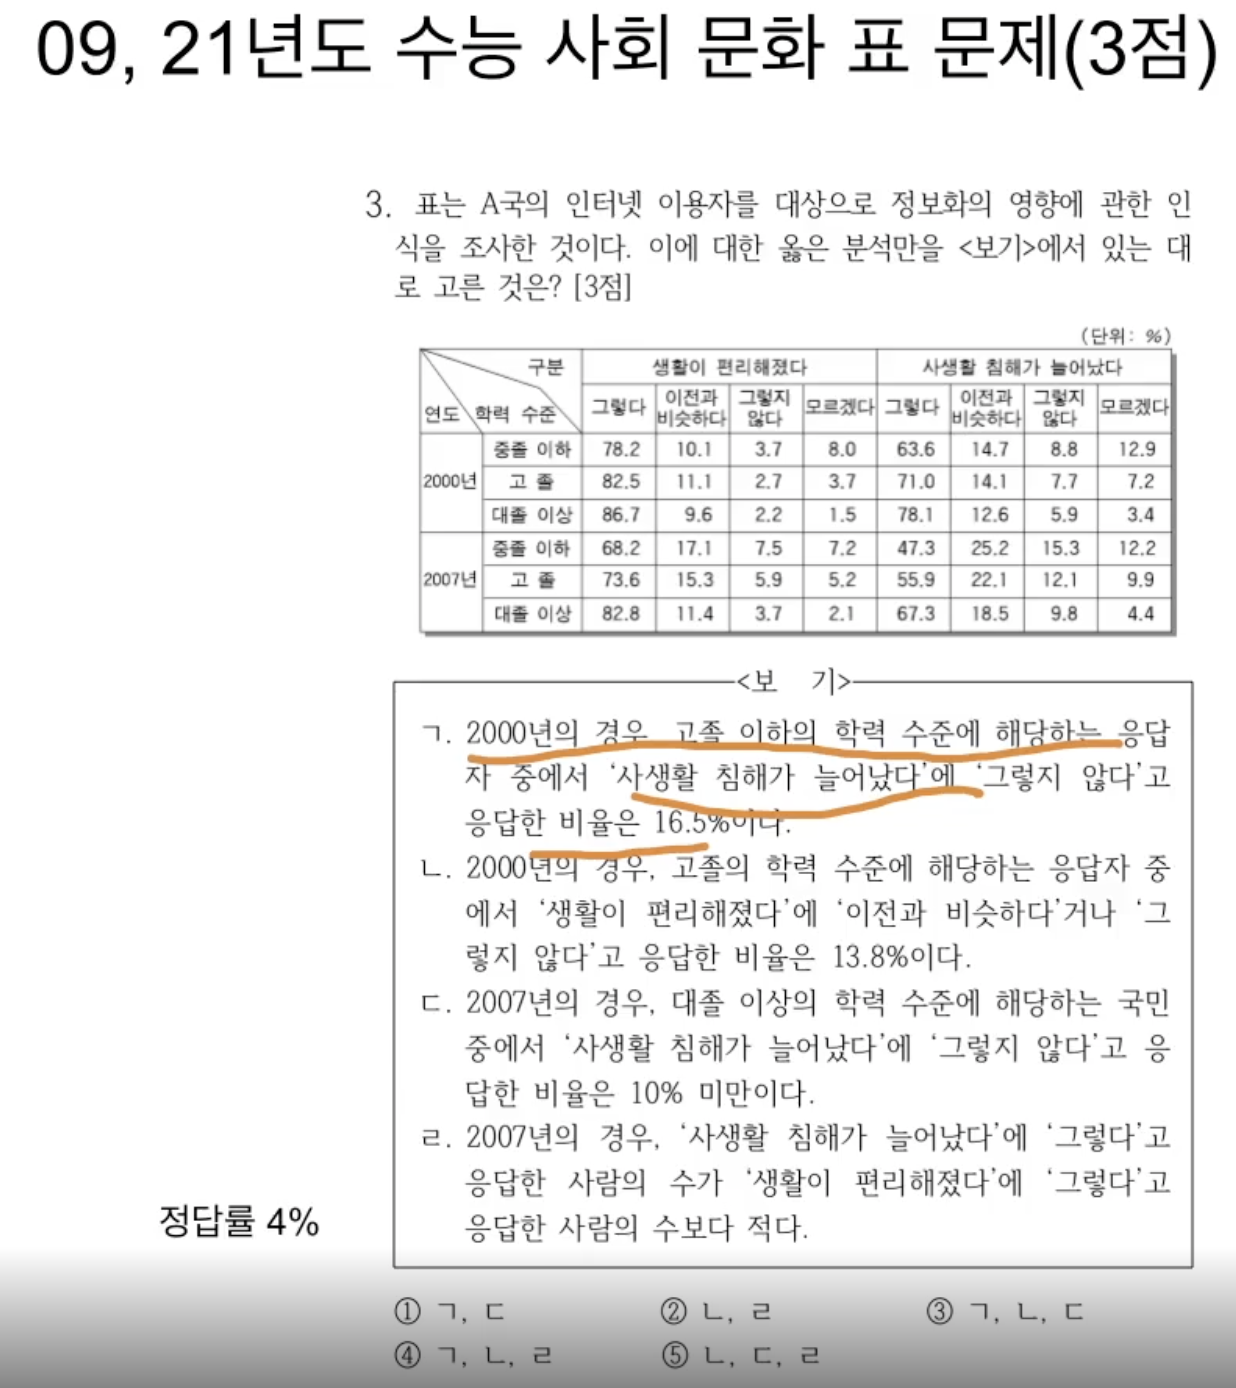 09, 21년도 수능 사회 문화 표 문제(3점)
3. 표는 A국의 인터넷 이용자를 대상으로 정보화의 영향에 관한 인
식을 조사한 것이다. 이에 대한 옳은 분석만을 <보기>에서 있는 대
로 고른 것은? [3점]
(단위: %)
구분 생활이 편리해졌다 사생활 침해가 늘어났다
연도 학력 수준 그렇다 이전과 비슷하다 그렇지 않다 모르겠다 그렇다 이전과 비슷하다 그렇지 않다 모르겠다
중졸 이하 78.2 10.1 3.7 8.0 63.6 14.7 8.8 12.9
2000년 고 졸 82.5 11.1 2.7 3.7 71.0 14.1 7.7 7.2
대졸 이상 86.7 9.6 2.2 1.5 78.1 12.6 5.9 3.4
중졸 이하 68.2 17.1 7.5 7.2 47.3 25.2 15.3 12.2
2007년 고 졸 73.6 15.3 5.9 5.2 55.9 22.1 12.1 9.9
대졸 이상 82.8 11.4 3.7 2.1 67.3 18.5 9.8 4.4
<보 기>
ㄱ. 2000년의 경우, 고졸 이하의 학력 수준에 해당하는 응답
자 중에서 ‘사생활 침해가 늘어났다’에 ‘그렇지 않다’고
응답한 비율은 16.5%이다.
ㄴ. 2000년의 경우, 고졸의 학력 수준에 해당하는 응답자 중
에서 ‘생활이 편리해졌다’에 ‘이전과 비슷하다’거나 ‘그
렇지 않다’고 응답한 비율은 13.8%이다.
ㄷ. 2007년의 경우, 대졸 이상의 학력 수준에 해당하는 국민
중에서 ‘사생활 침해가 늘어났다’에 ‘그렇지 않다’고 응
답한 비율은 10% 미만이다.
ㄹ. 2007년의 경우, ‘사생활 침해가 늘어났다’에 ‘그렇다’고
응답한 사람의 수가 ‘생활이 편리해졌다’에 ‘그렇다’고
응답한 사람의 수보다 적다.
정답률 4%
① ㄱ, ㄷ ② ㄴ, ㄹ ③ ㄱ, ㄴ, ㄷ
④ ㄱ, ㄴ, ㄹ ⑤ ㄴ, ㄷ, ㄹ